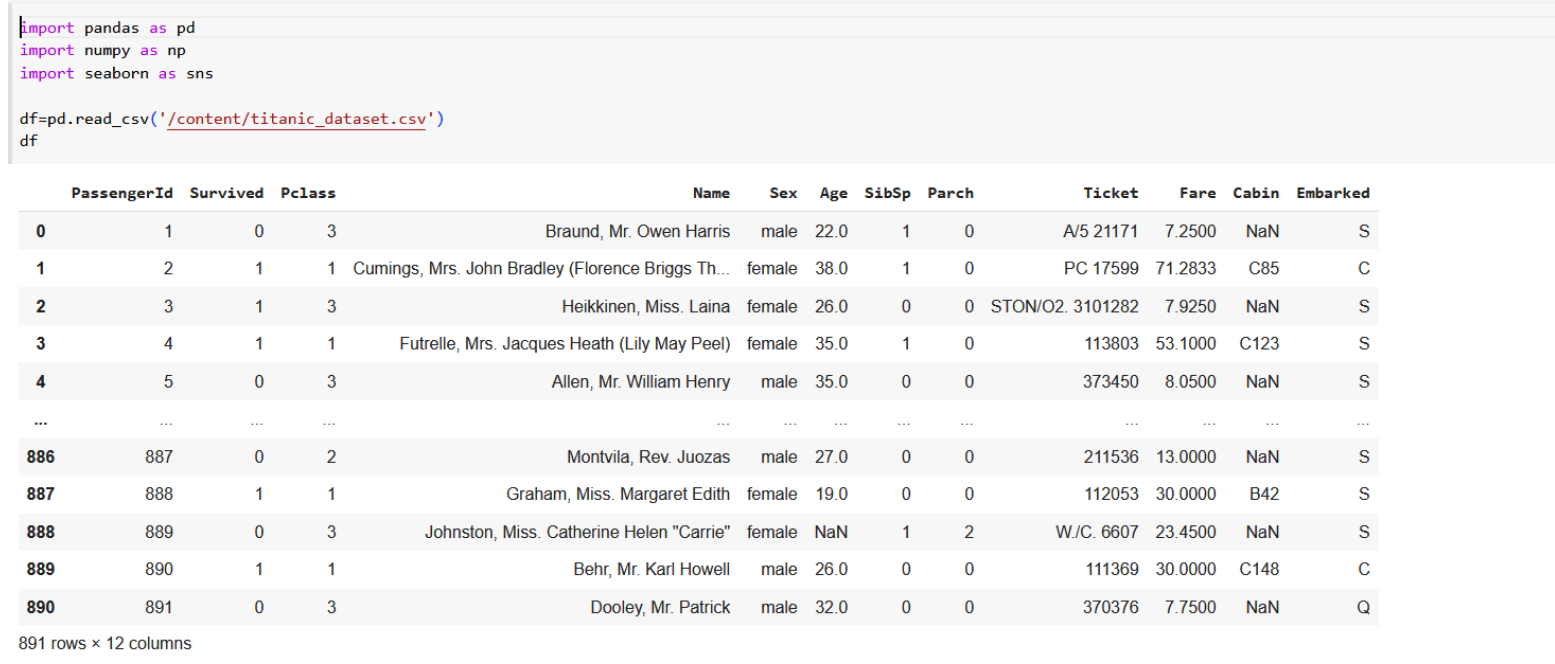 import pandas as pd
import numpy as np
import seaborn as sns
df=pd.read_csv('/content/titanic_dataset.csv')
df
PassengerId Survived Pclass Name Sex Age SibSp Parch Ticket Fare Cabin Embarked
0 1 0 3 Braund, Mr. Owen Harris male 22.0 1 0 A/5 21171 7.2500 NaN S
1 2 1 1 Cumings, Mrs. John Bradley (Florence Briggs Th... female 38.0 1 0 PC 17599 71.2833 C85 C
2 3 1 3 Heikkinen, Miss. Laina female 26.0 0 0 STON/O2. 3101282 7.9250 NaN S
3 4 1 1 Futrelle, Mrs. Jacques Heath (Lily May Peel) female 35.0 1 0 113803 53.1000 C123 S
4 5 0 3 Allen, Mr. William Henry male 35.0 0 0 373450 8.0500 NaN S
... ... ... ... ... ... ... ... ... ... ... ... ...
886 887 0 2 Montvila, Rev. Juozas male 27.0 0 0 211536 13.0000 NaN S
887 888 1 1 Graham, Miss. Margaret Edith female 19.0 0 0 112053 30.0000 B42 S
888 889 0 3 Johnston, Miss. Catherine Helen "Carrie" female NaN 1 2 W./C. 6607 23.4500 NaN S
889 890 1 1 Behr, Mr. Karl Howell male 26.0 0 0 111369 30.0000 C148 C
890 891 0 3 Dooley, Mr. Patrick male 32.0 0 0 370376 7.7500 NaN Q
891 rows × 12 columns